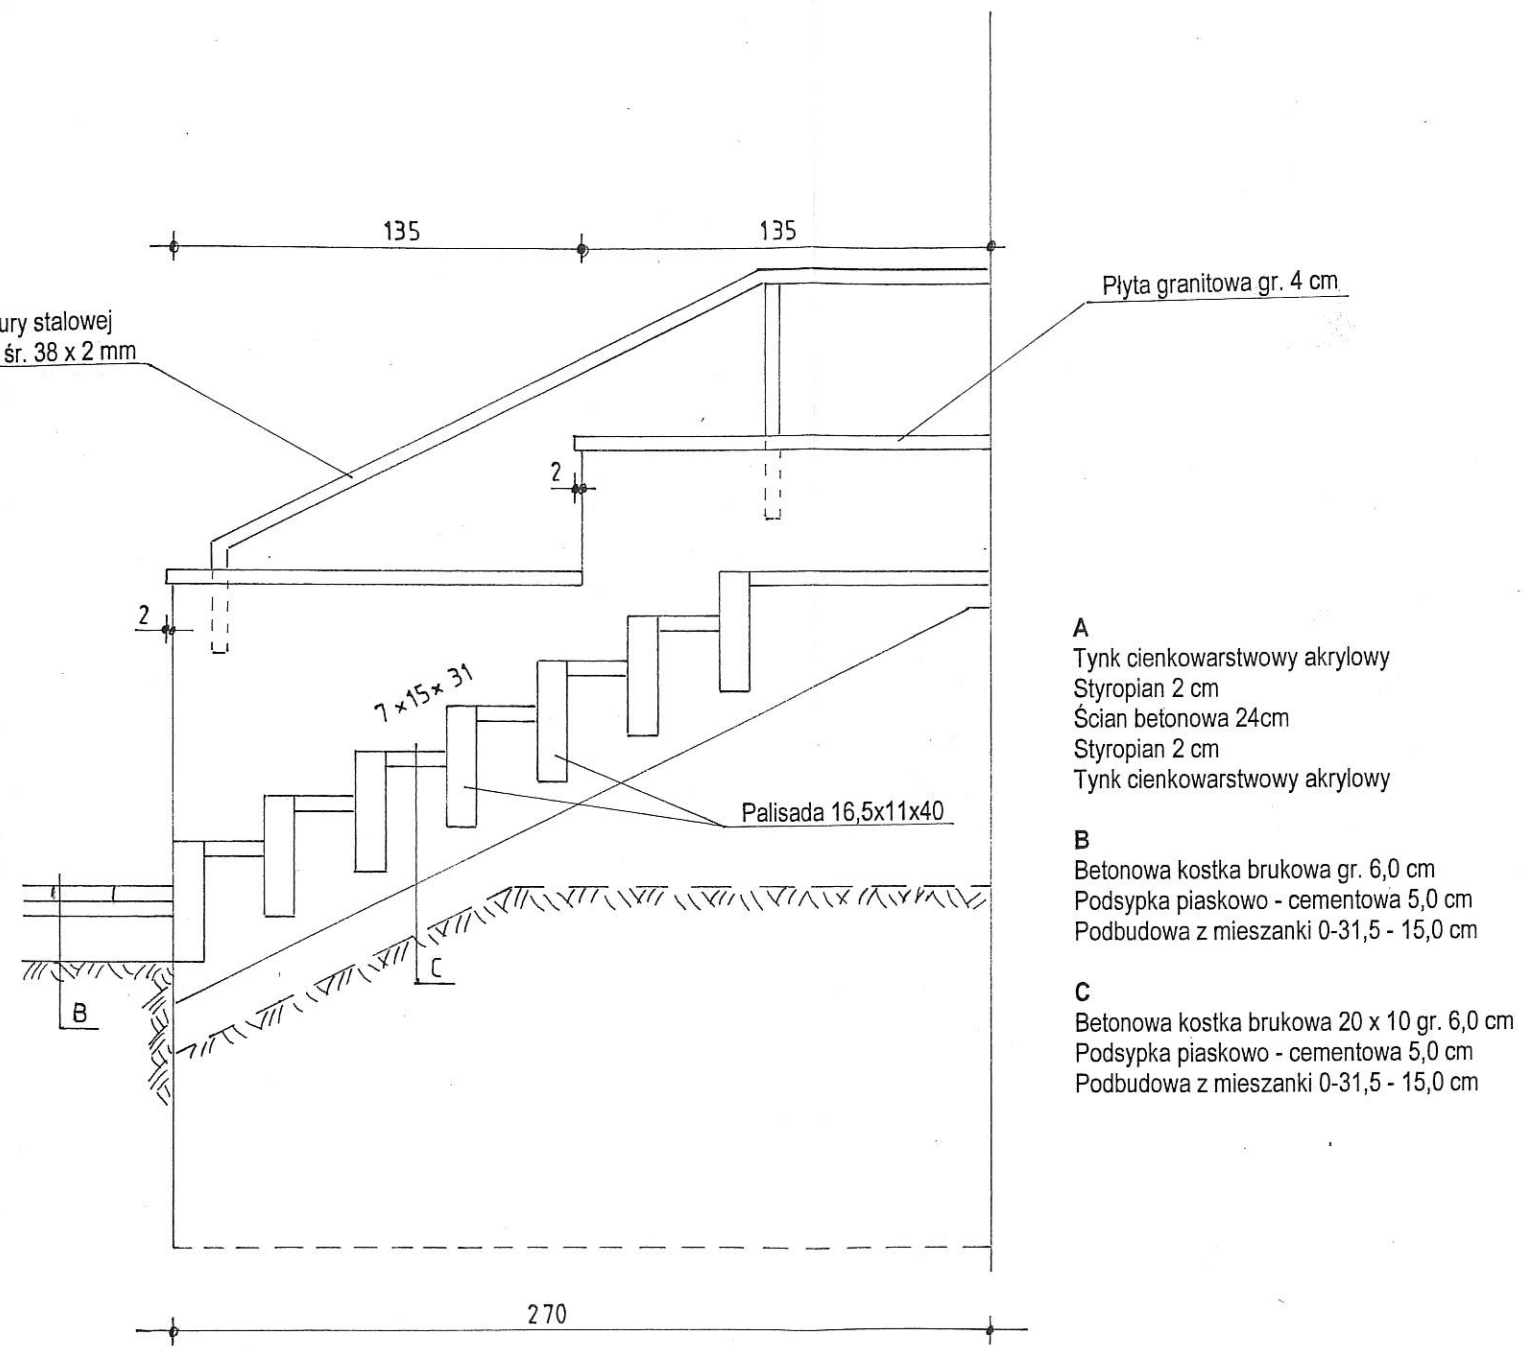 135
135
Płyta granitowa gr. 4 cm
ury stalowej
śr. 38 x 2 mm
2
2
7 x 15 x 31
Palisada 16,5x11x40
A
Tynk cienkowarstwowy akrylowy
Styropian 2 cm
Ścian betonowa 24cm
Styropian 2 cm
Tynk cienkowarstwowy akrylowy
B
Betonowa kostka brukowa gr. 6,0 cm
Podsypka piaskowo - cementowa 5,0 cm
Podbudowa z mieszanki 0-31,5 - 15,0 cm
C
B
C
Betonowa kostka brukowa 20 x 10 gr. 6,0 cm
Podsypka piaskowo - cementowa 5,0 cm
Podbudowa z mieszanki 0-31,5 - 15,0 cm
270